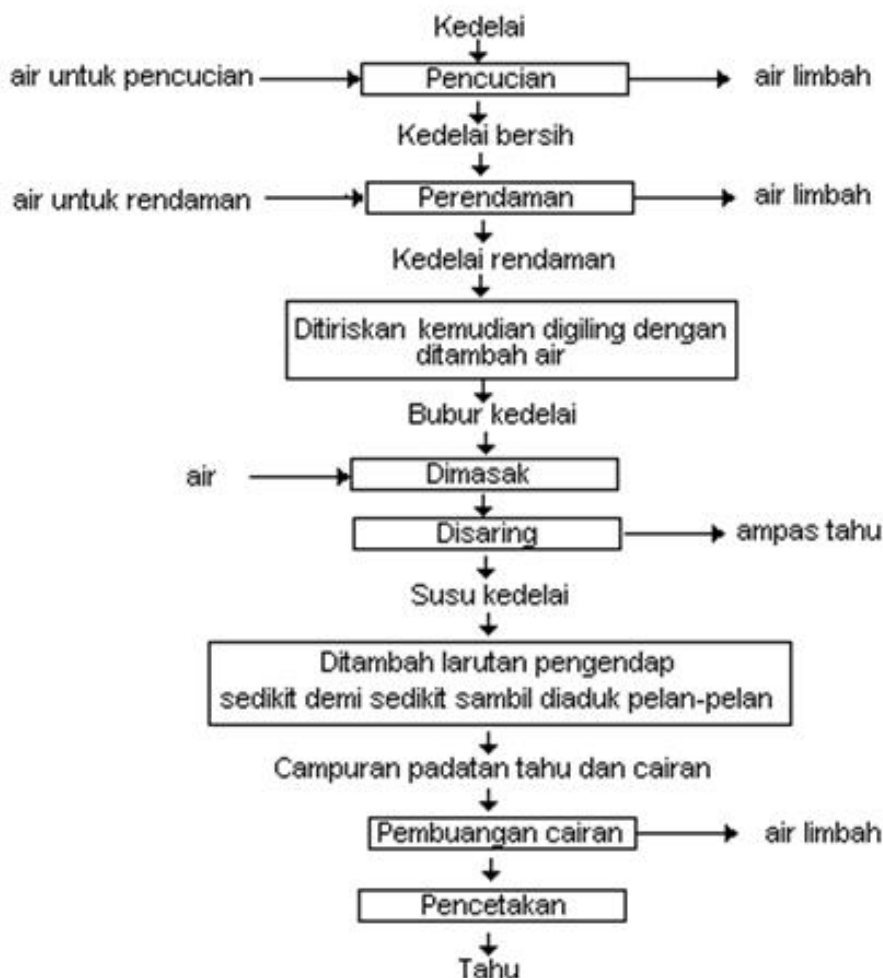 Kedelai
air untuk pencucian
Pencucian
air limbah
Kedelai bersih
air untuk rendaman
Perendaman
air limbah
Kedelai rendaman
Ditiriskan kemudian digiling dengan
ditambah air
Bubur kedelai
air
Dimasak
Disaring
ampas tahu
Susu kedelai
Ditambah larutan pengendap
sedikit demi sedikit sambil diaduk pelan-pelan
Campuran padatan tahu dan cairan
Pembuangan cairan
air limbah
Pencetakan
Tahu